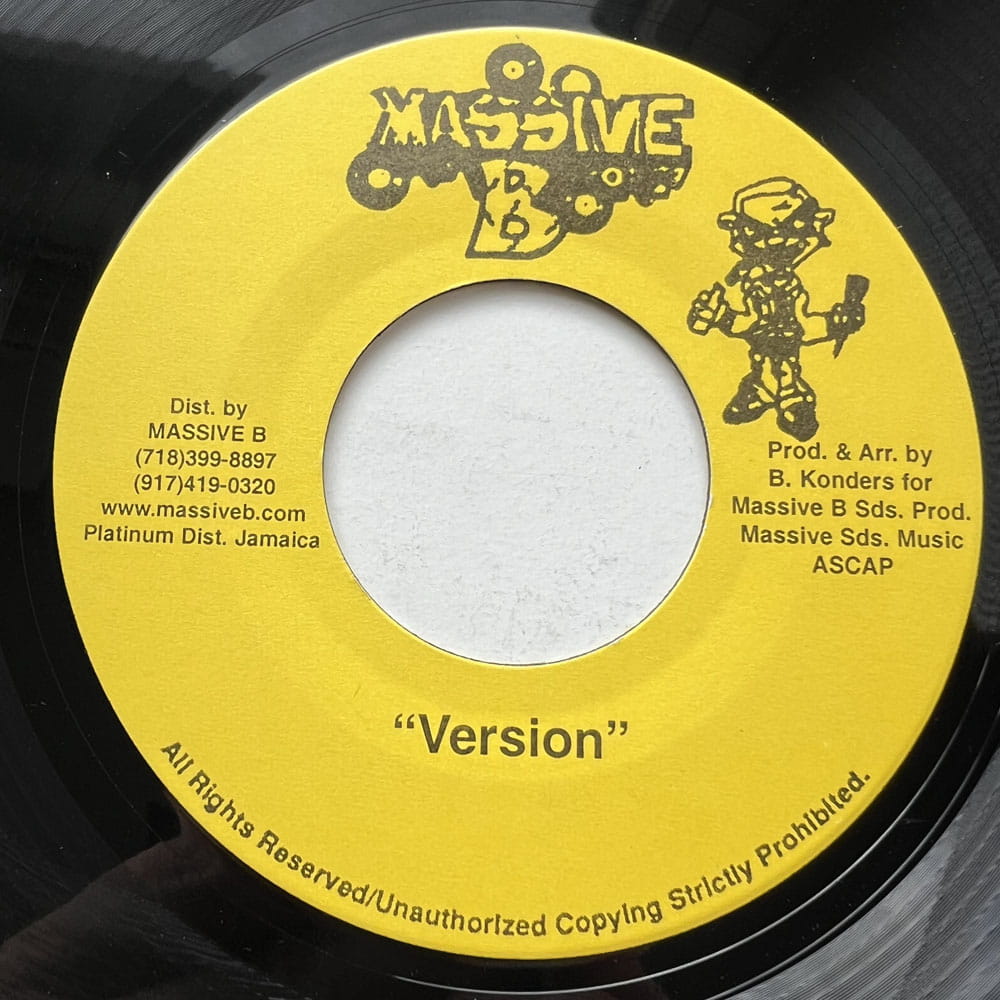 MASSIVE
B
Dist. by
MASSIVE B
(718)399-8897
(917)419-0320
www.massiveb.com
Platinum Dist. Jamaica
Prod. & Arr. by
B. Konders for
Massive B Sds. Prod.
Massive Sds. Music
ASCAP
“Version”
All Rights Reserved/Unauthorized Copying Strictly Prohibited.